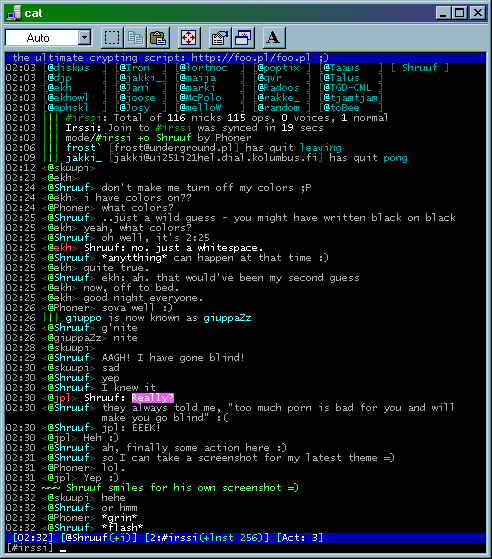 cat
Auto
A
the ultimate crypting script: http://foo.pl/foo.pl ;)
02:03 [@diskus ] [@Iron_ ] [@lortnoc ] [@poptix ] [@Taaus ] [ Shruuf ]
02:03 [@djp ] [@jakki_] [@maija ] [@qvr ] [@Talus ]
02:03 [@ekh ] [@Jani ] [@marki ] [@Radoos ] [@TGD-CML ]
02:03 [@ekhowl ] [@joose_] [@McPolo ] [@rakke_ ] [@tjamtjam]
02:03 [@ephskl ] [@Josy ] [@melloW ] [@random ] [@toBee ]
02:03 ||| #irssi: Total of 116 nicks 115 ops, 0 voices, 1 normal
02:03 ||| Irssi: Join to #irssi was synced in 19 secs
02:03 ||| mode/#irssi +o Shruuf by Phoner
02:06 ||| frost` [frost@underground.pl] has quit leaving
02:09 ||| jakki_ [jakki@ui251i21hel.dial.kolumbus.fi] has quit pong
02:12 <@skuupi>
02:23 <@ekh>
02:24 <@Shruuf> don't make me turn off my colors ;P
02:24 <@ekh> i have colors on??
02:24 <@Phoner> what colors?
02:24 <@Shruuf> ..just a wild guess - you might have written black on black
02:25 <@ekh> yeah, what colors?
02:25 <@Shruuf> oh well, it's 2:25
02:25 <@ekh> Shruuf: no. just a whitespace.
02:25 <@Shruuf> *anytthing* can happen at that time :)
02:25 <@ekh> quite true.
02:25 <@Shruuf> ekh: ah. that would've been my second guess
02:25 <@ekh> now, off to bed.
02:26 <@ekh> good night everyone.
02:26 <@Phoner> sova well :)
02:26 ||| giuppo is now known as giuppaZz
02:26 <@Shruuf> g'nite
02:26 <@giuppaZz> nite
02:28 <@skuupi>
02:29 <@Shruuf> AAGH! I have gone blind!
02:30 <@skuupi> sad
02:30 <@Shruuf> yep
02:30 <@Shruuf> I knew it
02:30 <@jpl> Shruuf: Really?
02:30 <@Shruuf> they always told me, "too much porn is bad for you and will
make you go blind" :(
02:30 <@Shruuf> jpl: EEEK!
02:30 <@jpl> Heh :)
02:30 <@Shruuf> ah, finally some action here :)
02:31 <@Shruuf> so I can take a screenshot for my latest theme =)
02:31 <@Phoner> lol.
02:31 <@jpl> Yep :)
02:32 ~~~ Shruuf smiles for his own screenshot =)
02:32 <@skuupi> hehe
02:32 <@Shruuf> or hmm
02:32 <@Phoner> *grin*
02:32 <@Shruuf> *flash*
[02:32] [@Shruuf(+i)] [2:#irssi(+lnst 256)] [Act: 3]
[#irssi] _